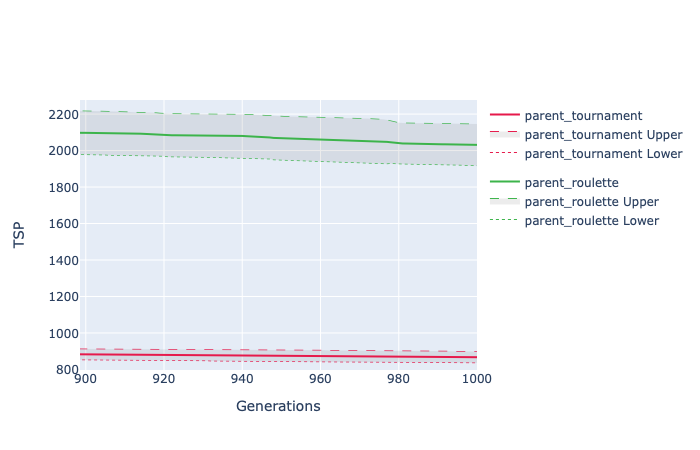 TSP
2200
2000
1800
1600
1400
1200
1000
800
900
920
940
960
980
1000
Generations
parent_tournament
parent_tournament Upper
parent_tournament Lower
parent_roulette
parent_roulette Upper
parent_roulette Lower